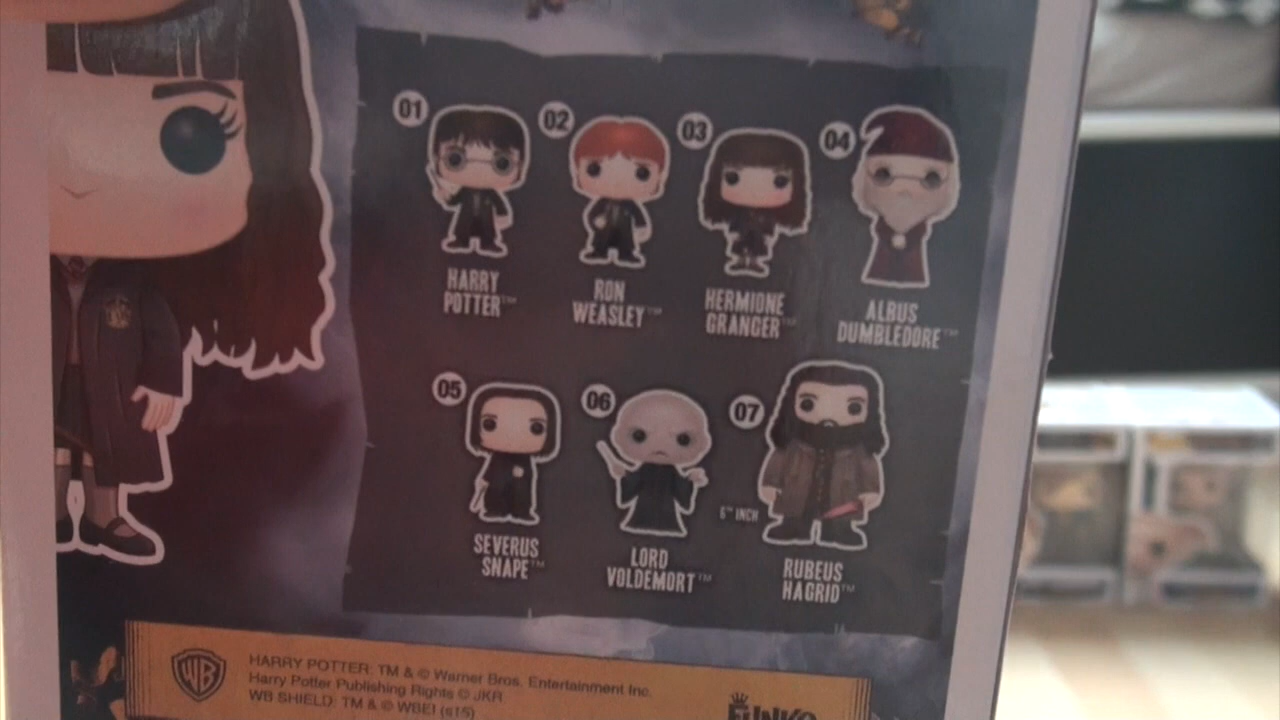 01
HARRY
POTTER™
02
RON
WEASLEY™
03
HERMIONE
GRANGER™
04
ALBUS
DUMBLEDORE™
05
SEVERUS
SNAPE™
06
LORD
VOLDEMORT™
07
6" INCH
RUBEUS
HAGRID™
WB
HARRY POTTER: TM & © Warner Bros. Entertainment Inc.
Harry Potter Publishing Rights © JKR
WB SHIELD: TM & © WBEI (s15)
FUNKO